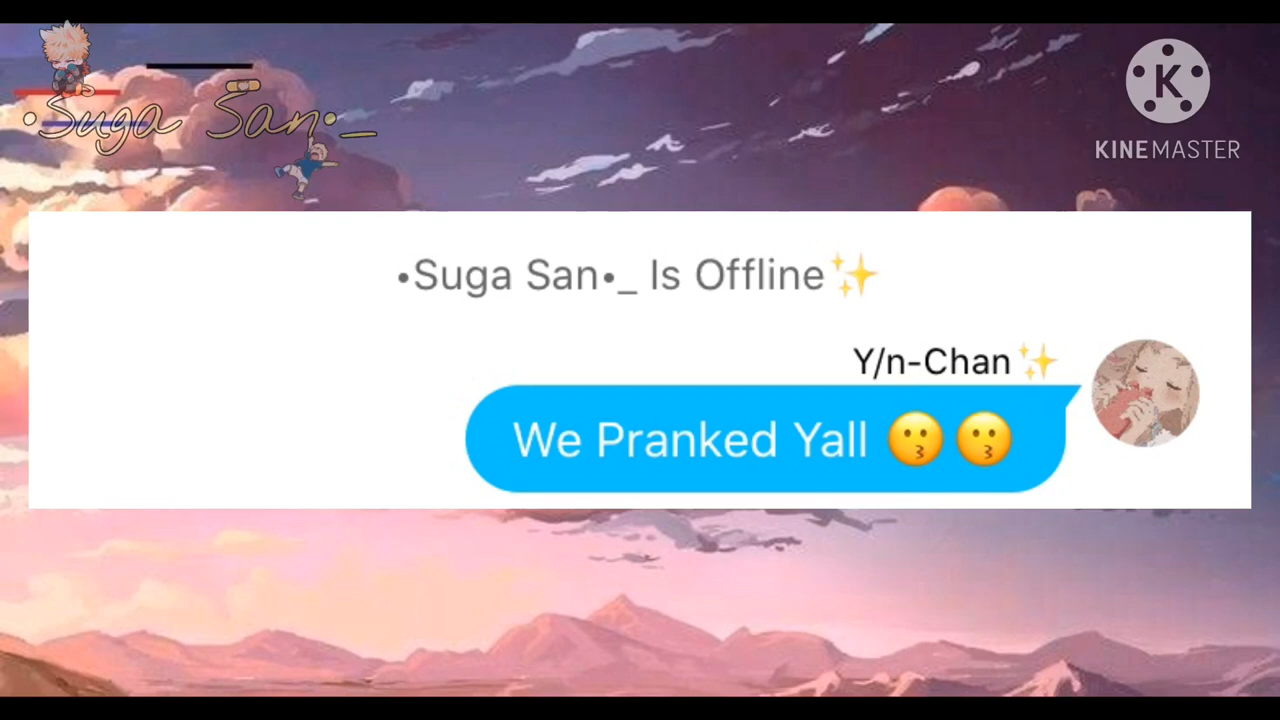 •Suga San•_
K
KINEMASTER
•Suga San•_ Is Offline✨
Y/n-Chan✨
We Pranked Yall 😗😗